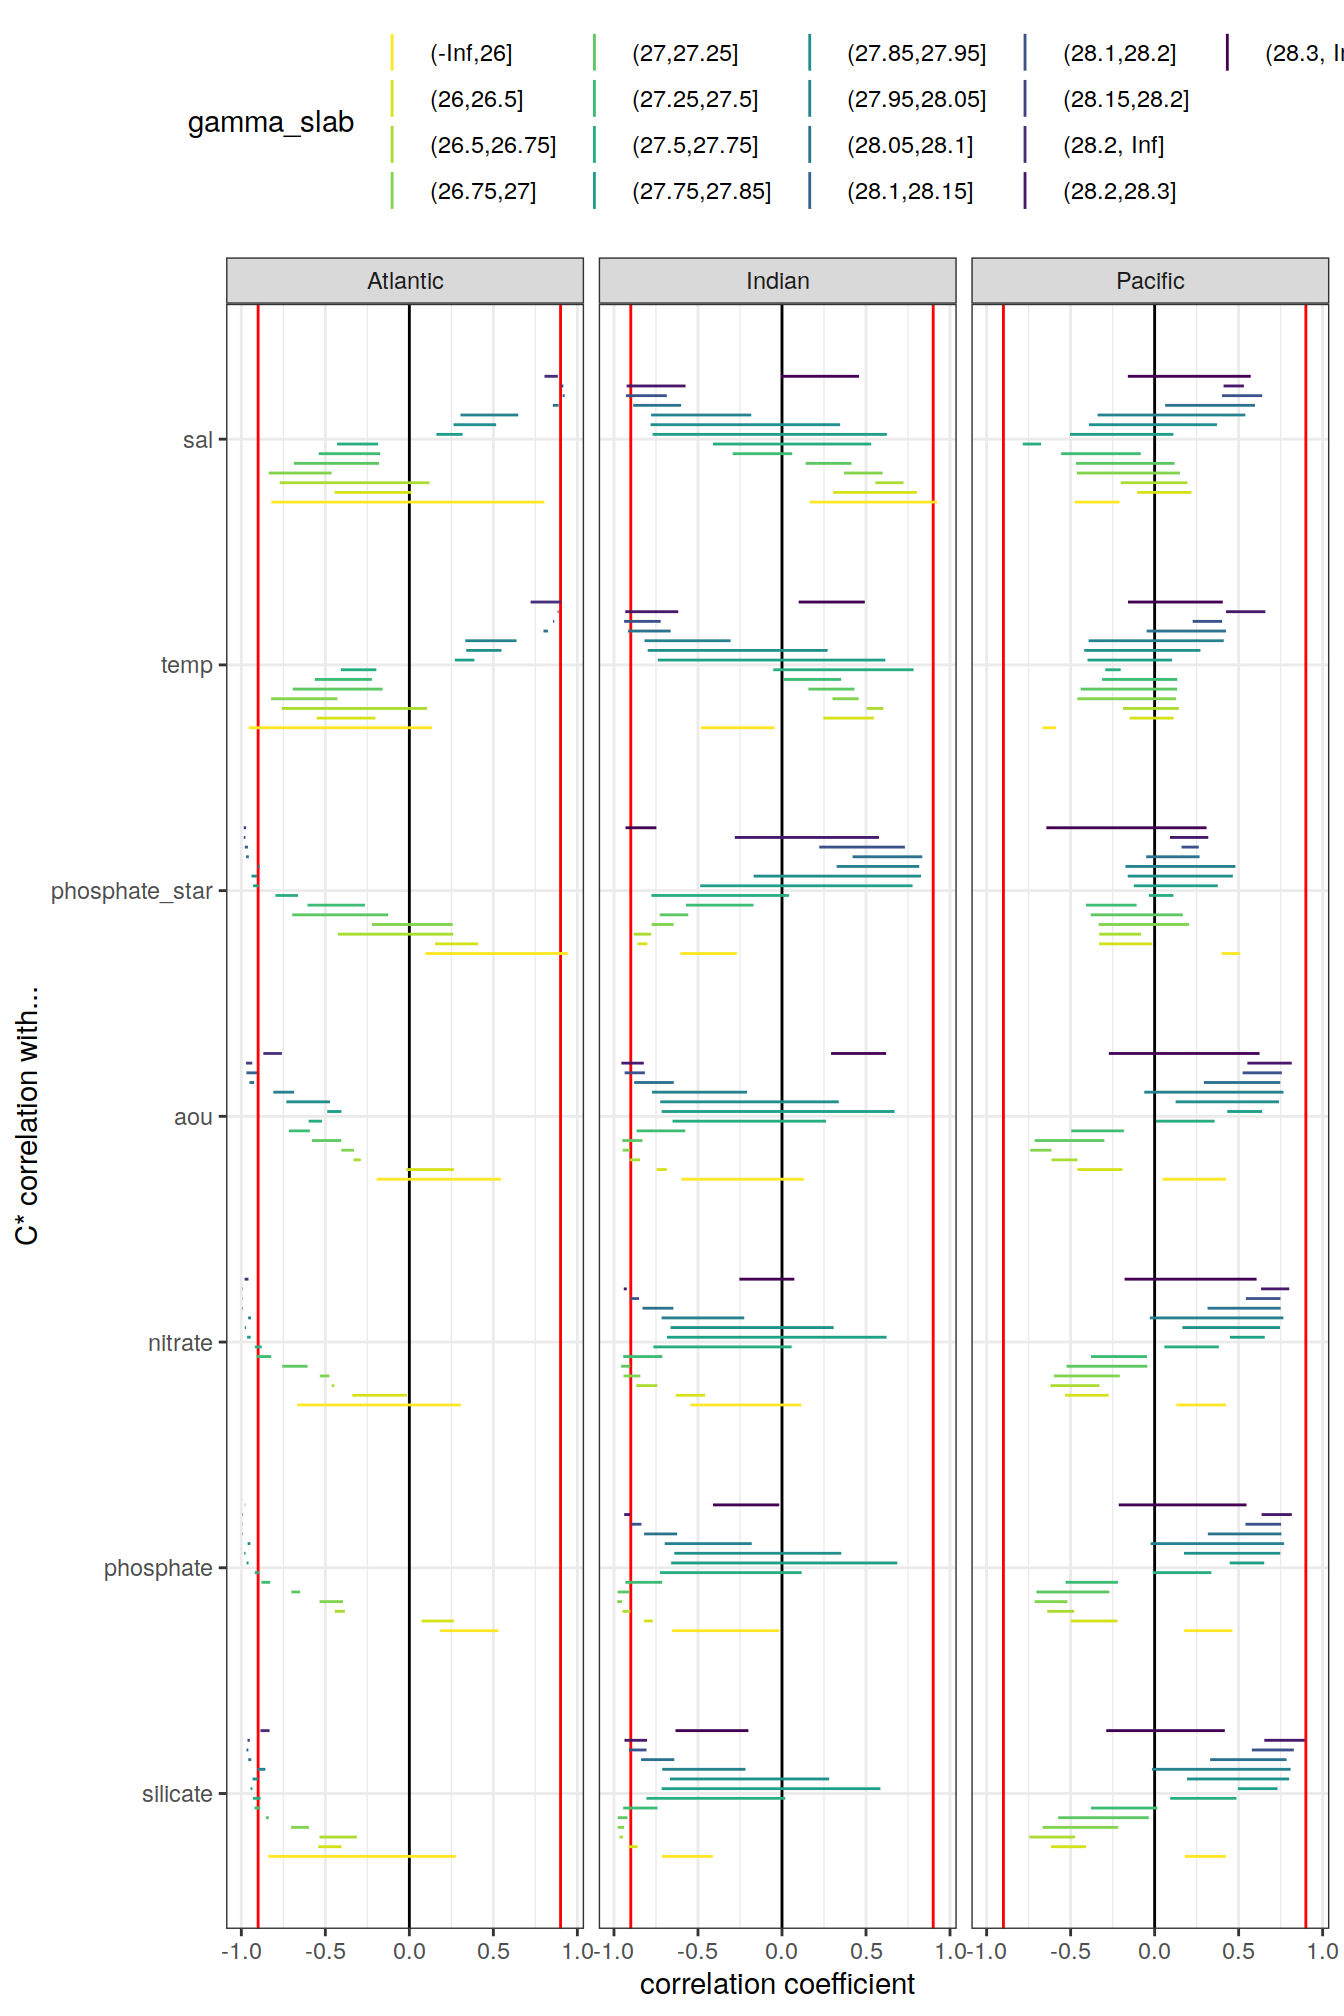 gamma_slab
(-Inf,26] (27,27.25] (27.85,27.95] (28.1,28.2] (28.3,
(26,26.5] (27.25,27.5] (27.95,28.05] (28.15,28.2]
(26.5,26.75] (27.5,27.75] (28.05,28.1] (28.2, Inf]
(26.75,27] (27.75,27.85] (28.1,28.15] (28.2,28.3]
Atlantic Indian Pacific
C* correlation with...
sal
temp
phosphate_star
aou
nitrate
phosphate
silicate
-1.0 -0.5 0.0 0.5 1.0 -1.0 -0.5 0.0 0.5 1.0 -1.0 -0.5 0.0 0.5 1.0
correlation coefficient